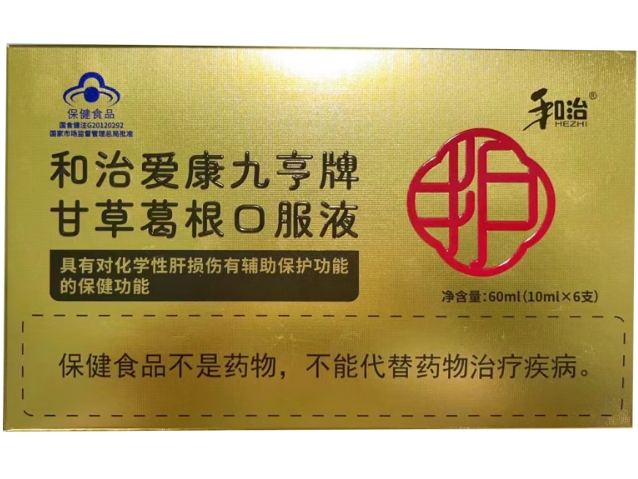 保健食品
国食健注G20120292
国家市场监督管理总局批准
和治®
HEZHI
和治爱康九亨牌
甘草葛根口服液
护
具有对化学性肝损伤有辅助保护功能
的保健功能
净含量:60ml(10ml×6支)
保健食品不是药物，不能代替药物治疗疾病。